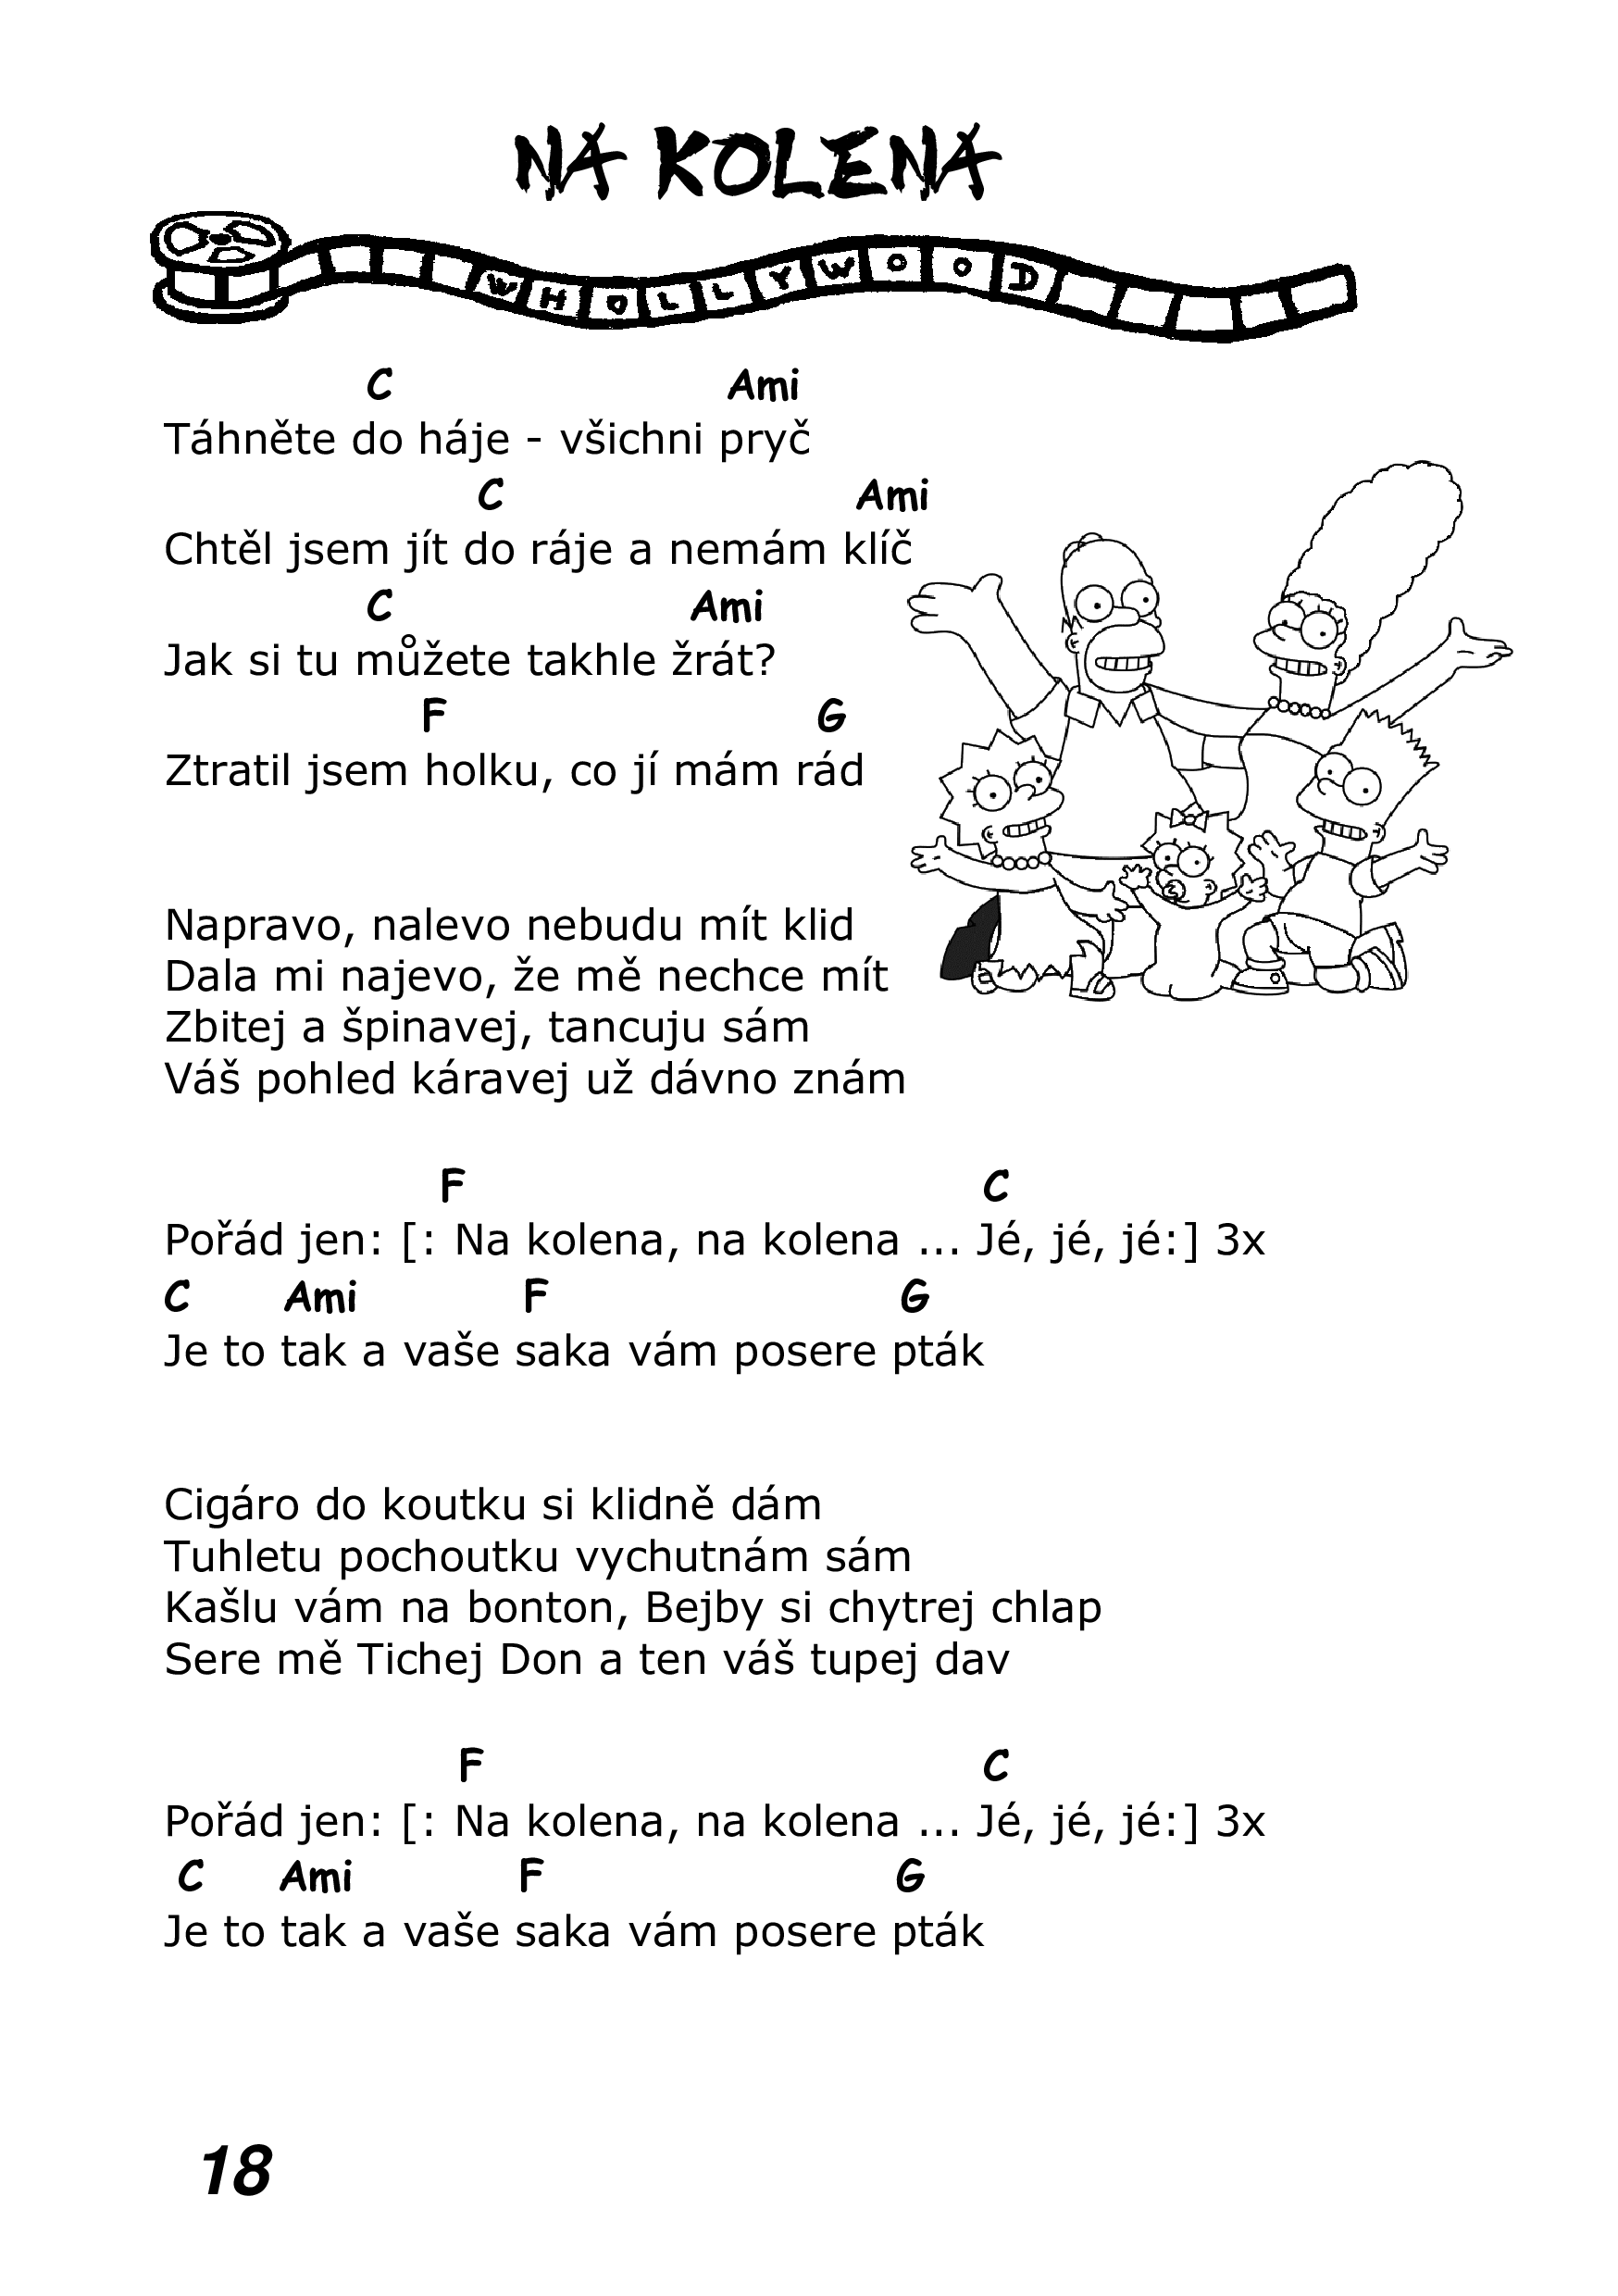 NA KOLENA
WHOLLYWOOD
C Ami
Táhněte do háje - všichni pryč
C Ami
Chtěl jsem jít do ráje a nemám klíč
C Ami
Jak si tu můžete takhle žrát?
F G
Ztratil jsem holku, co jí mám rád
Napravo, nalevo nebudu mít klid
Dala mi najevo, že mě nechce mít
Zbitej a špinavej, tancuju sám
Váš pohled káravej už dávno znám
F C
Pořád jen: [: Na kolena, na kolena ... Jé, jé, jé:] 3x
C Ami F G
Je to tak a vaše saka vám posere pták
Cigáro do koutku si klidně dám
Tuhletu pochoutku vychutnám sám
Kašlu vám na bonton, Bejby si chytrej chlap
Sere mě Tichej Don a ten váš tupej dav
F C
Pořád jen: [: Na kolena, na kolena ... Jé, jé, jé:] 3x
C Ami F G
Je to tak a vaše saka vám posere pták
18